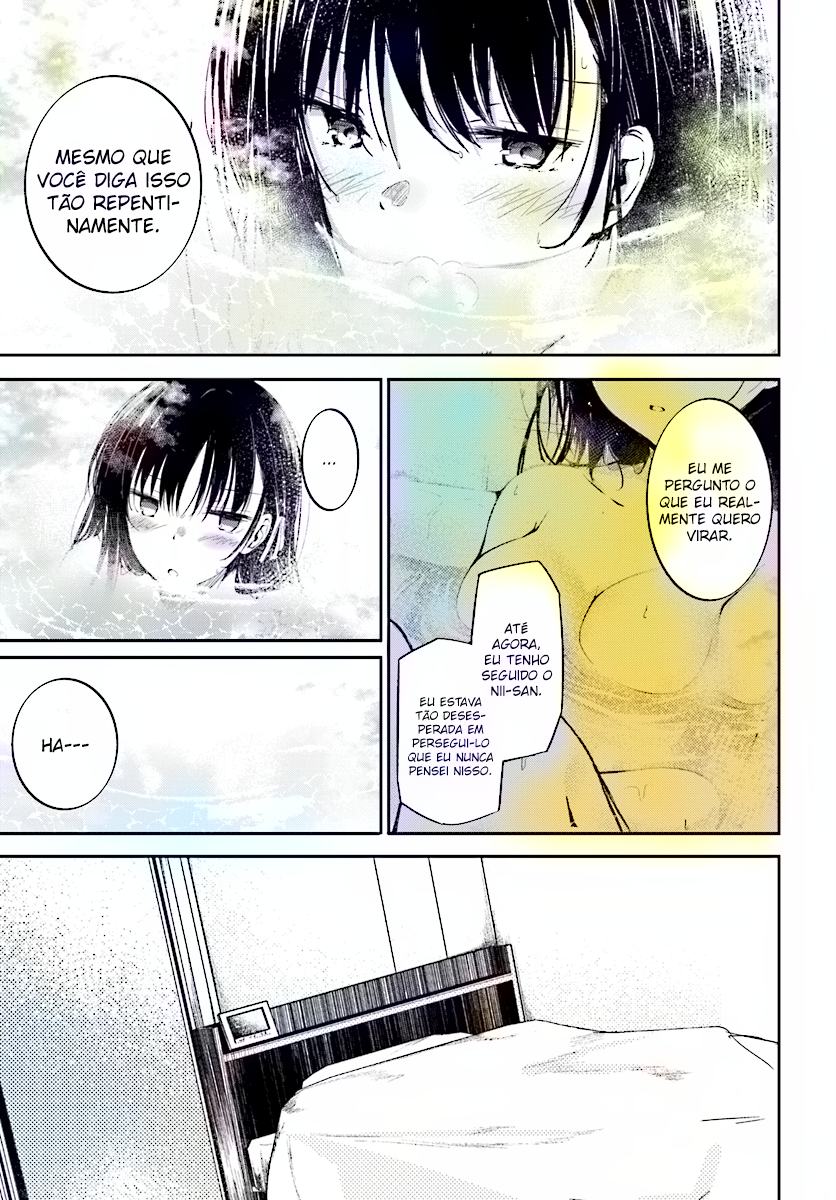 MESMO QUE
VOCÊ DIGA ISSO
TÃO REPENTI-
NAMENTE.
EU ME
PERGUNTO O
QUE EU REAL-
MENTE QUERO
VIRAR.
ATÉ
AGORA,
EU TENHO
SEGUIDO O
NII-SAN.
EU ESTAVA
TÃO DESES-
PERADA EM
PERSEGUI-LO
QUE EU NUNCA
PENSEI NISSO.
...
HA---